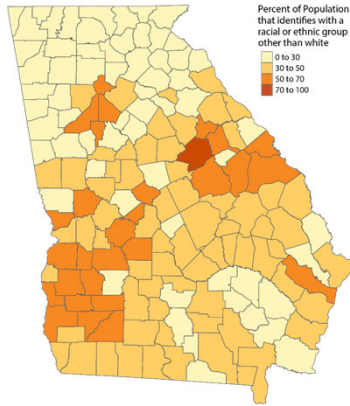 Percent of Population
that identifies with a
racial or ethnic group
other than white
0 to 30
30 to 50
50 to 70
70 to 100